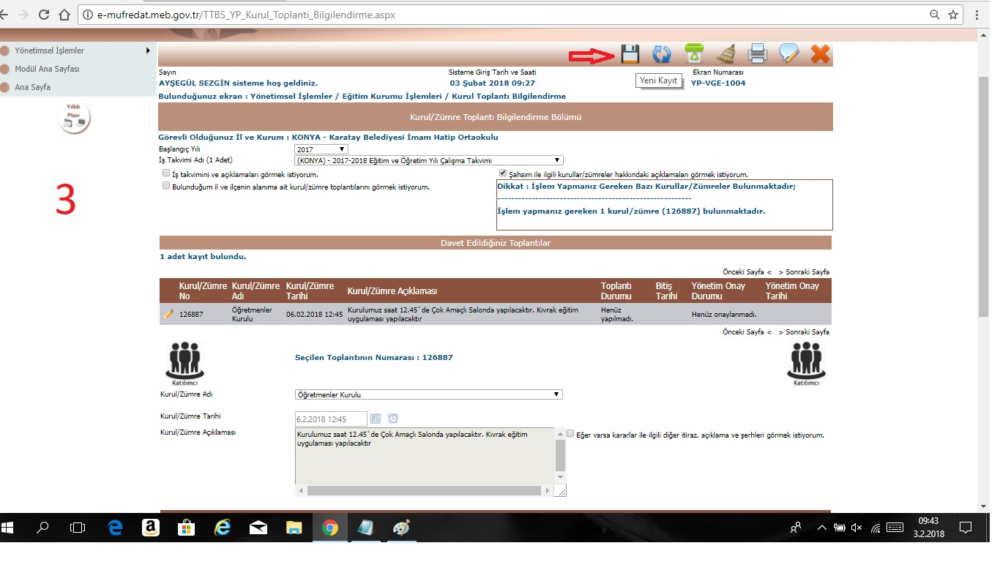 e-mufredat.meb.gov.tr/TTBS_YP_Kurul_Toplanti_Bilgilendirme.aspx
Yönetimsel İşlemler
Modül Ana Sayfası
Ana Sayfa
Yıllık
Plan
3
Sayın
AYŞEGÜL SEZGİN sisteme hoş geldiniz.
Sisteme Giriş Tarih ve Saati
03 Şubat 2018 09:27
Yeni Kayıt
Ekran Numarası
YP-VGE-1004
Bulunduğunuz ekran : Yönetimsel İşlemler / Eğitim Kurumu İşlemleri / Kurul Toplantı Bilgilendirme
Kurul/Zümre Toplantı Bilgilendirme Bölümü
Görevli Olduğunuz İl ve Kurum : KONYA - Karatay Belediyesi İmam Hatip Ortaokulu
Başlangıç Yılı 2017
İş Takvimi Adı (1 Adet) (KONYA) - 2017-2018 Eğitim ve Öğretim Yılı Çalışma Takvimi
İş takvimini ve açıklamaları görmek istiyorum.
Şahsım ile ilgili kurullar/zümreler hakkındaki açıklamaları görmek istiyorum.
Bulunduğum il ve ilçenin alanıma ait kurul/zümre toplantılarını görmek istiyorum.
Dikkat : İşlem Yapmanız Gereken Bazı Kurullar/Zümreler Bulunmaktadır;
--------------------------------------------------------
İşlem yapmanız gereken 1 kurul/zümre (126887) bulunmaktadır.
Davet Edildiğiniz Toplantılar
1 adet kayıt bulundu.
Önceki Sayfa < > Sonraki Sayfa
Kurul/Zümre No
Kurul/Zümre Adı
Kurul/Zümre Tarihi
Kurul/Zümre Açıklaması
Toplantı Durumu
Bitiş Tarihi
Yönetim Onay Durumu
Yönetim Onay Tarihi
126887
Öğretmenler Kurulu
06.02.2018 12:45
Kurulumuz saat 12.45`de Çok Amaçlı Salonda yapılacaktır. Kıvrak eğitim
uygulaması yapılacaktır
Henüz yapılmadı.
Henüz onaylanmadı.
Önceki Sayfa < > Sonraki Sayfa
Katılımcı
Seçilen Toplantının Numarası : 126887
Katılımcı
Kurul/Zümre Adı Öğretmenler Kurulu
Kurul/Zümre Tarihi 6.2.2018 12:45
Kurul/Zümre Açıklaması
Kurulumuz saat 12.45`de Çok Amaçlı Salonda yapılacaktır. Kıvrak eğitim
uygulaması yapılacaktır
Eğer varsa kararlar ile ilgili diğer itiraz, açıklama ve şerhleri görmek istiyorum.
09:43
3.2.2018